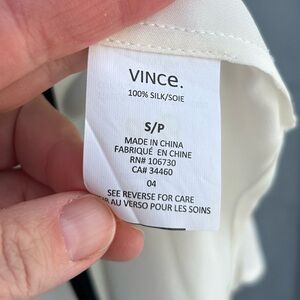 VINCE.
100% SILK/SOIE
S/P
MADE IN CHINA
FABRIQUÉ EN CHINE
RN# 106730
CA# 34460
04
SEE REVERSE FOR CARE
AU VERSO POUR LES SOINS